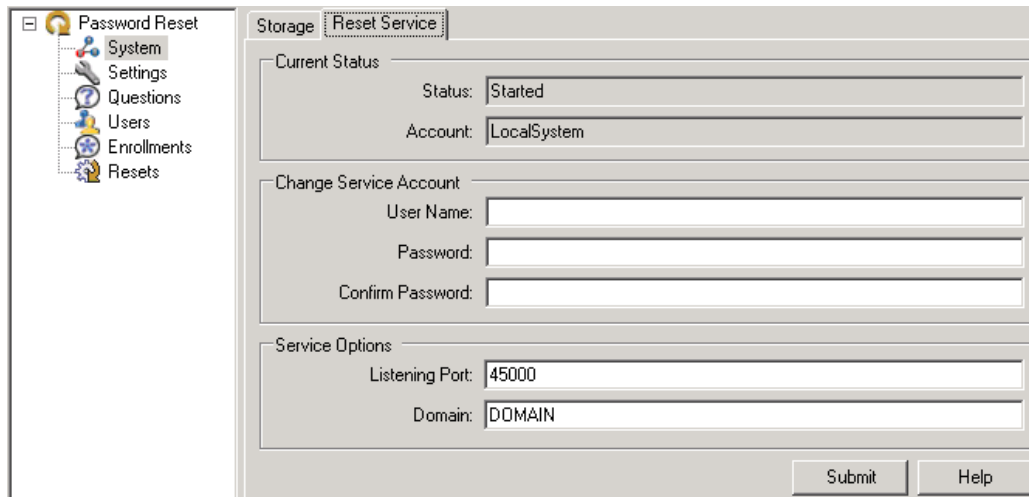 Password Reset
System
Settings
Questions
Users
Enrollments
Resets
Storage Reset Service
Current Status
Status: Started
Account: LocalSystem
Change Service Account
User Name:
Password:
Confirm Password:
Service Options
Listening Port: 45000
Domain: DOMAIN
Submit Help